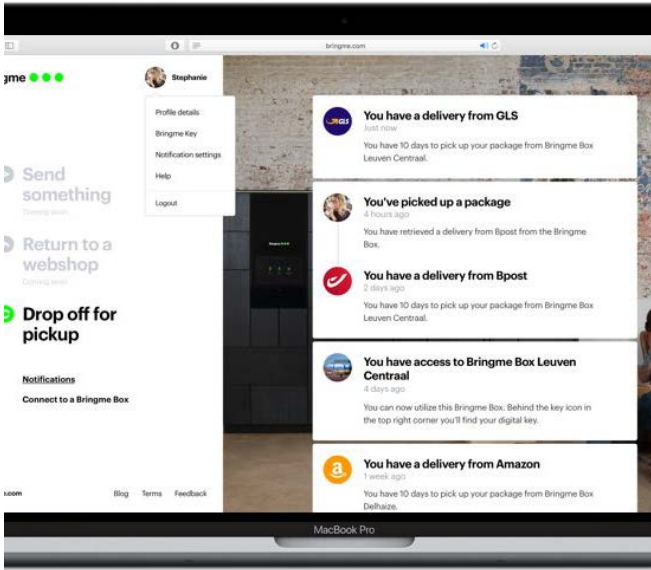 bringme.com
gme
Stephanie
Profile details
Bringme Key
Notification settings
Help
Logout
Send
something
Coming soon
Return to a
webshop
Coming soon
Drop off for
pickup
Notifications
Connect to a Bringme Box
.com
Blog
Terms
Feedback
GLS
You have a delivery from GLS
Just now
You have 10 days to pick up your package from Bringme Box
Leuven Centraal.
You've picked up a package
4 hours ago
You have retrieved a delivery from Bpost from the Bringme
Box.
You have a delivery from Bpost
2 days ago
You have 10 days to pick up your package from Bringme Box
Leuven Centraal.
You have access to Bringme Box Leuven
Centraal
4 days ago
You can now utilize this Bringme Box. Behind the key icon in
the top right corner you'll find your digital key.
a
You have a delivery from Amazon
1 week ago
You have 10 days to pick up your package from Bringme Box
Delhaize.
MacBook Pro